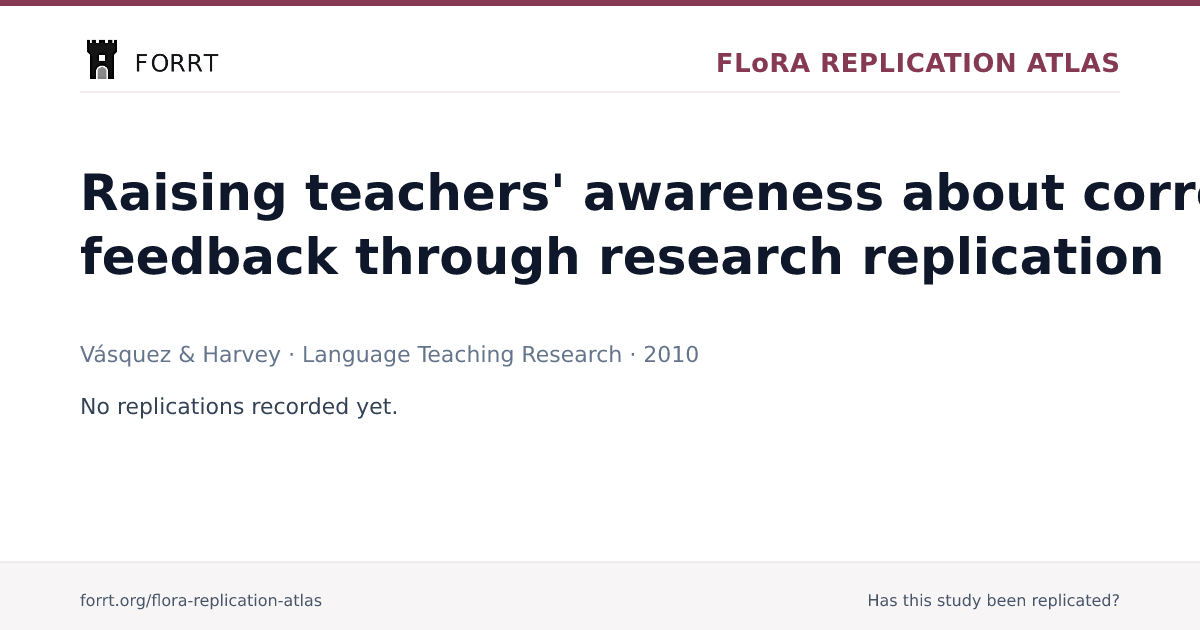 FORRT
FLoRA REPLICATION ATLAS
Raising teachers' awareness about
feedback through research replication
Vásquez & Harvey · Language Teaching Research · 2010
No replications recorded yet.
forrt.org/flora-replication-atlas
Has this study been replicated?